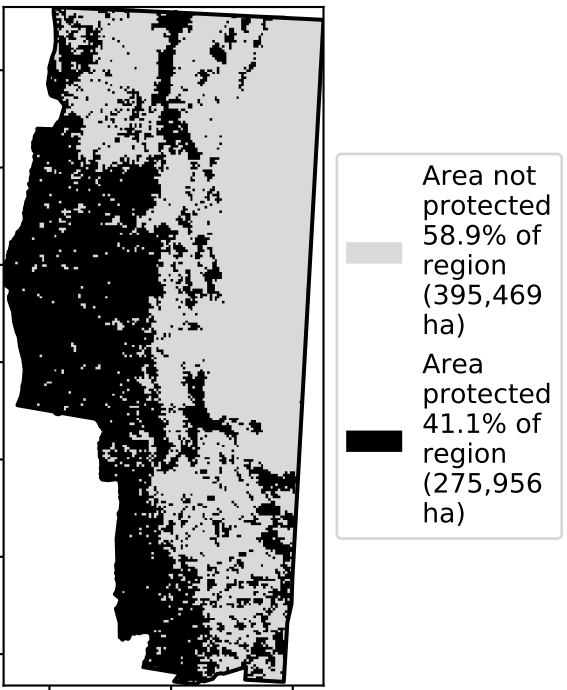 Area not
protected
58.9% of
region
(395,469
ha)
Area
protected
41.1% of
region
(275,956
ha)